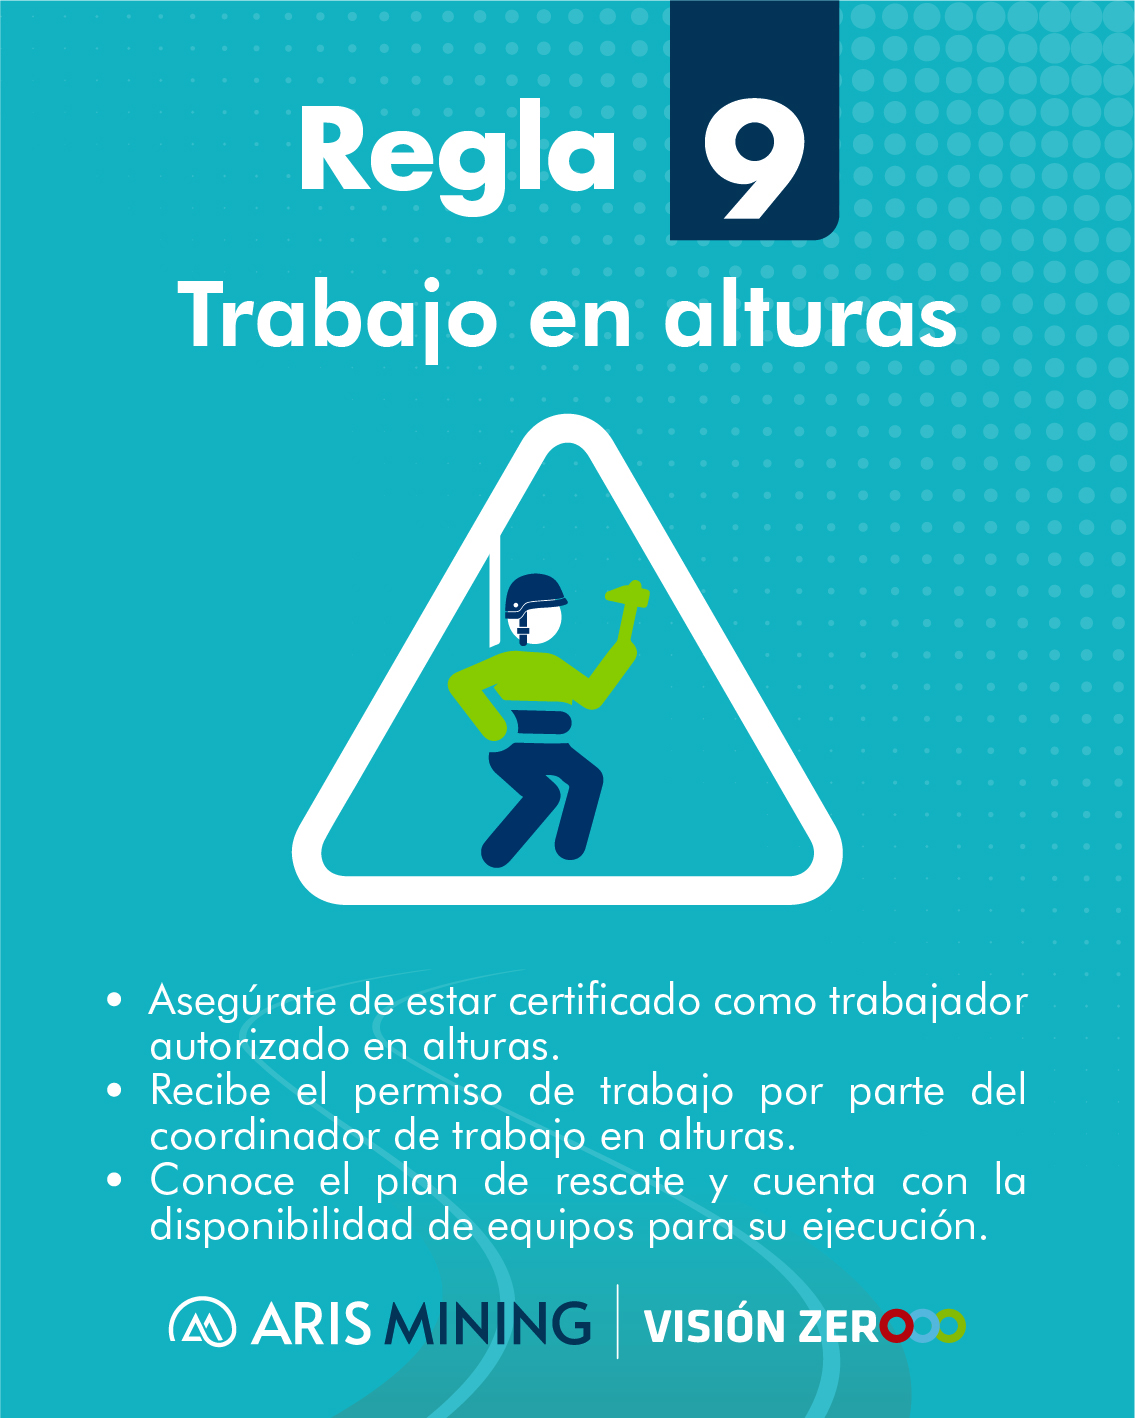 Regla 9
Trabajo en alturas
• Asegúrate de estar certificado como trabajador
autorizado en alturas.
• Recibe el permiso de trabajo por parte del
coordinador de trabajo en alturas.
• Conoce el plan de rescate y cuenta con la
disponibilidad de equipos para su ejecución.
ARIS MINING | VISIÓN ZERO